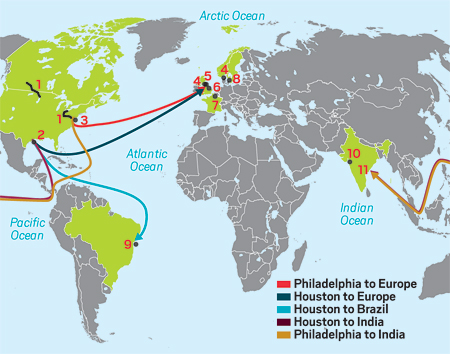 Arctic Ocean
1
1
3
2
4
5
4
8
6
7
Atlantic
Ocean
10
11
Pacific
Ocean
Indian
Ocean
9
Philadelphia to Europe
Houston to Europe
Houston to Brazil
Houston to India
Philadelphia to India